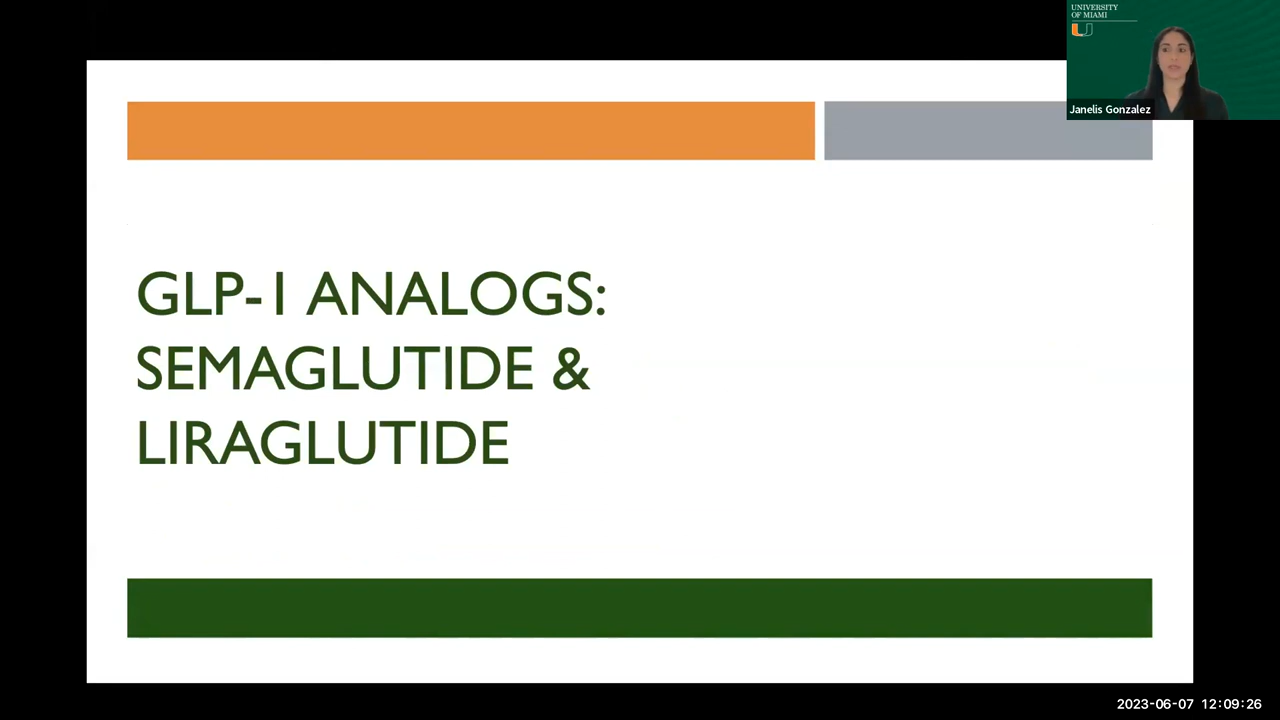 UNIVERSITY
OF MIAMI
Janelis Gonzalez
GLP-1 ANALOGS:
SEMAGLUTIDE &
LIRAGLUTIDE
2023-06-07 12:09:26